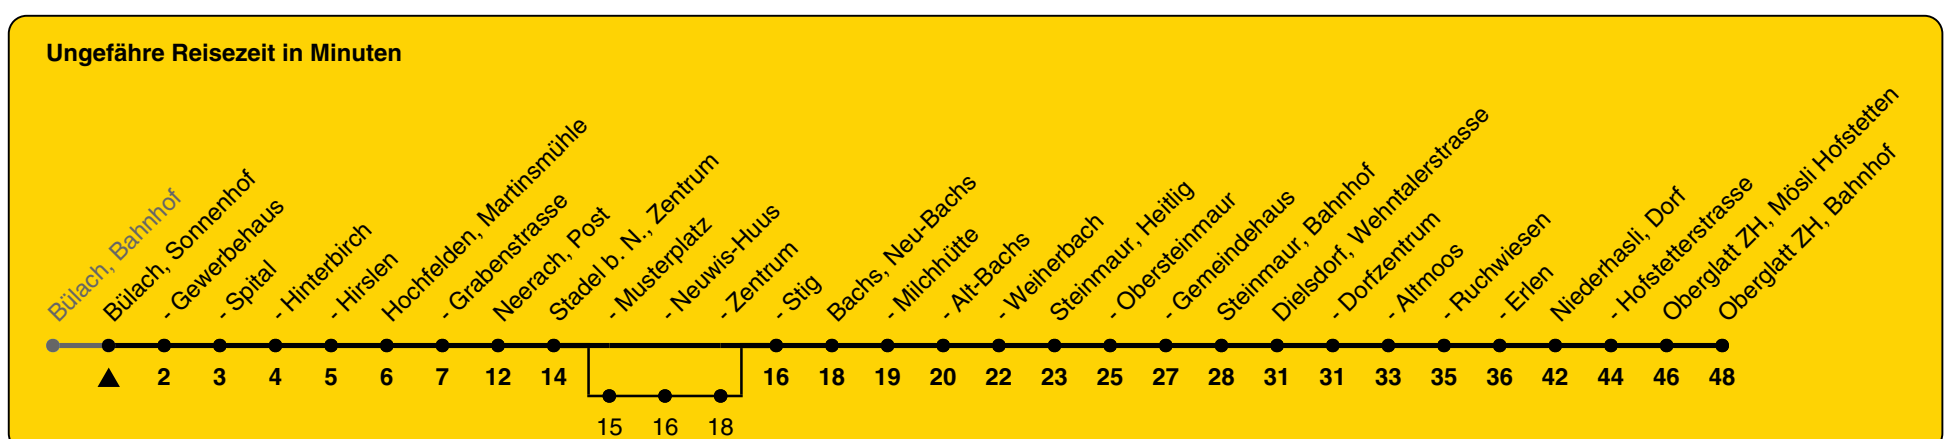 Ungefähre Reisezeit in Minuten
Bülach, Bahnhof
Bülach, Sonnenhof
- Gewerbehaus
- Spital
- Hinterbirch
- Hirslen
Hochfelden, Martinsmühle
- Grabenstrasse
Neerach, Post
Stadel b. N., Zentrum
- Musterplatz
- Neuwis-Huus
- Zentrum
- Stig
Bachs, Neu-Bachs
- Milchhütte
- Alt-Bachs
- Weiherbach
Steinmaur, Heitlig
- Obersteinmaur
- Gemeindehaus
Steinmaur, Bahnhof
Dielsdorf, Wehntalerstrasse
- Dorfzentrum
- Altmoos
- Ruchwiesen
- Erlen
Niederhasli, Dorf
- Hofstetterstrasse
Oberglatt ZH, Mösli Hofstetten
Oberglatt ZH, Bahnhof
2 3 4 5 6 7 12 14 16 18 19 20 22 23 25 27 28 31 31 33 35 36 42 44 46 48
15 16 18